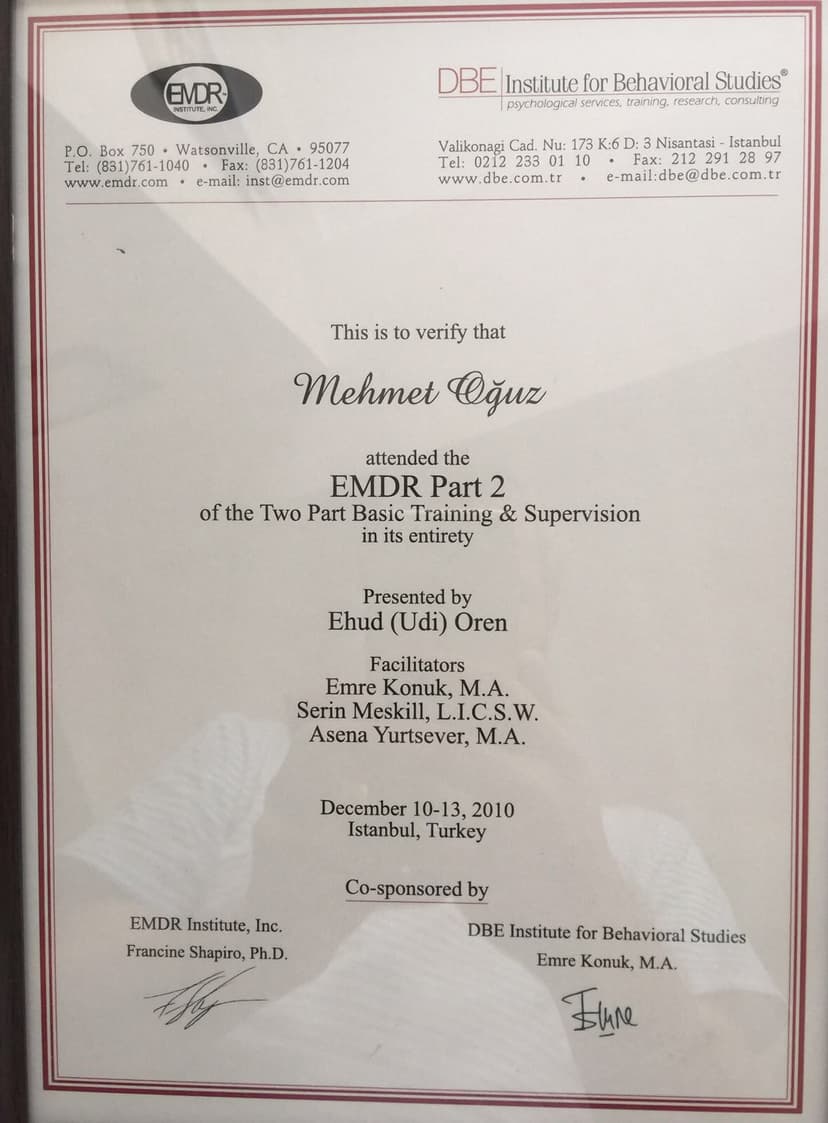 EMDR™
INSTITUTE, INC.
P.O. Box 750 • Watsonville, CA • 95077
Tel: (831)761-1040 • Fax: (831)761-1204
www.emdr.com • e-mail: inst@emdr.com
DBE Institute for Behavioral Studies®
psychological services, training, research, consulting
Valikonagi Cad. Nu: 173 K:6 D: 3 Nisantasi - Istanbul
Tel: 0212 233 01 10 • Fax: 212 291 28 97
www.dbe.com.tr • e-mail:dbe@dbe.com.tr
This is to verify that
Mehmet Oğuz
attended the
EMDR Part 2
of the Two Part Basic Training & Supervision
in its entirety
Presented by
Ehud (Udi) Oren
Facilitators
Emre Konuk, M.A.
Serin Meskill, L.I.C.S.W.
Asena Yurtsever, M.A.
December 10-13, 2010
Istanbul, Turkey
Co-sponsored by
EMDR Institute, Inc.
Francine Shapiro, Ph.D.
DBE Institute for Behavioral Studies
Emre Konuk, M.A.